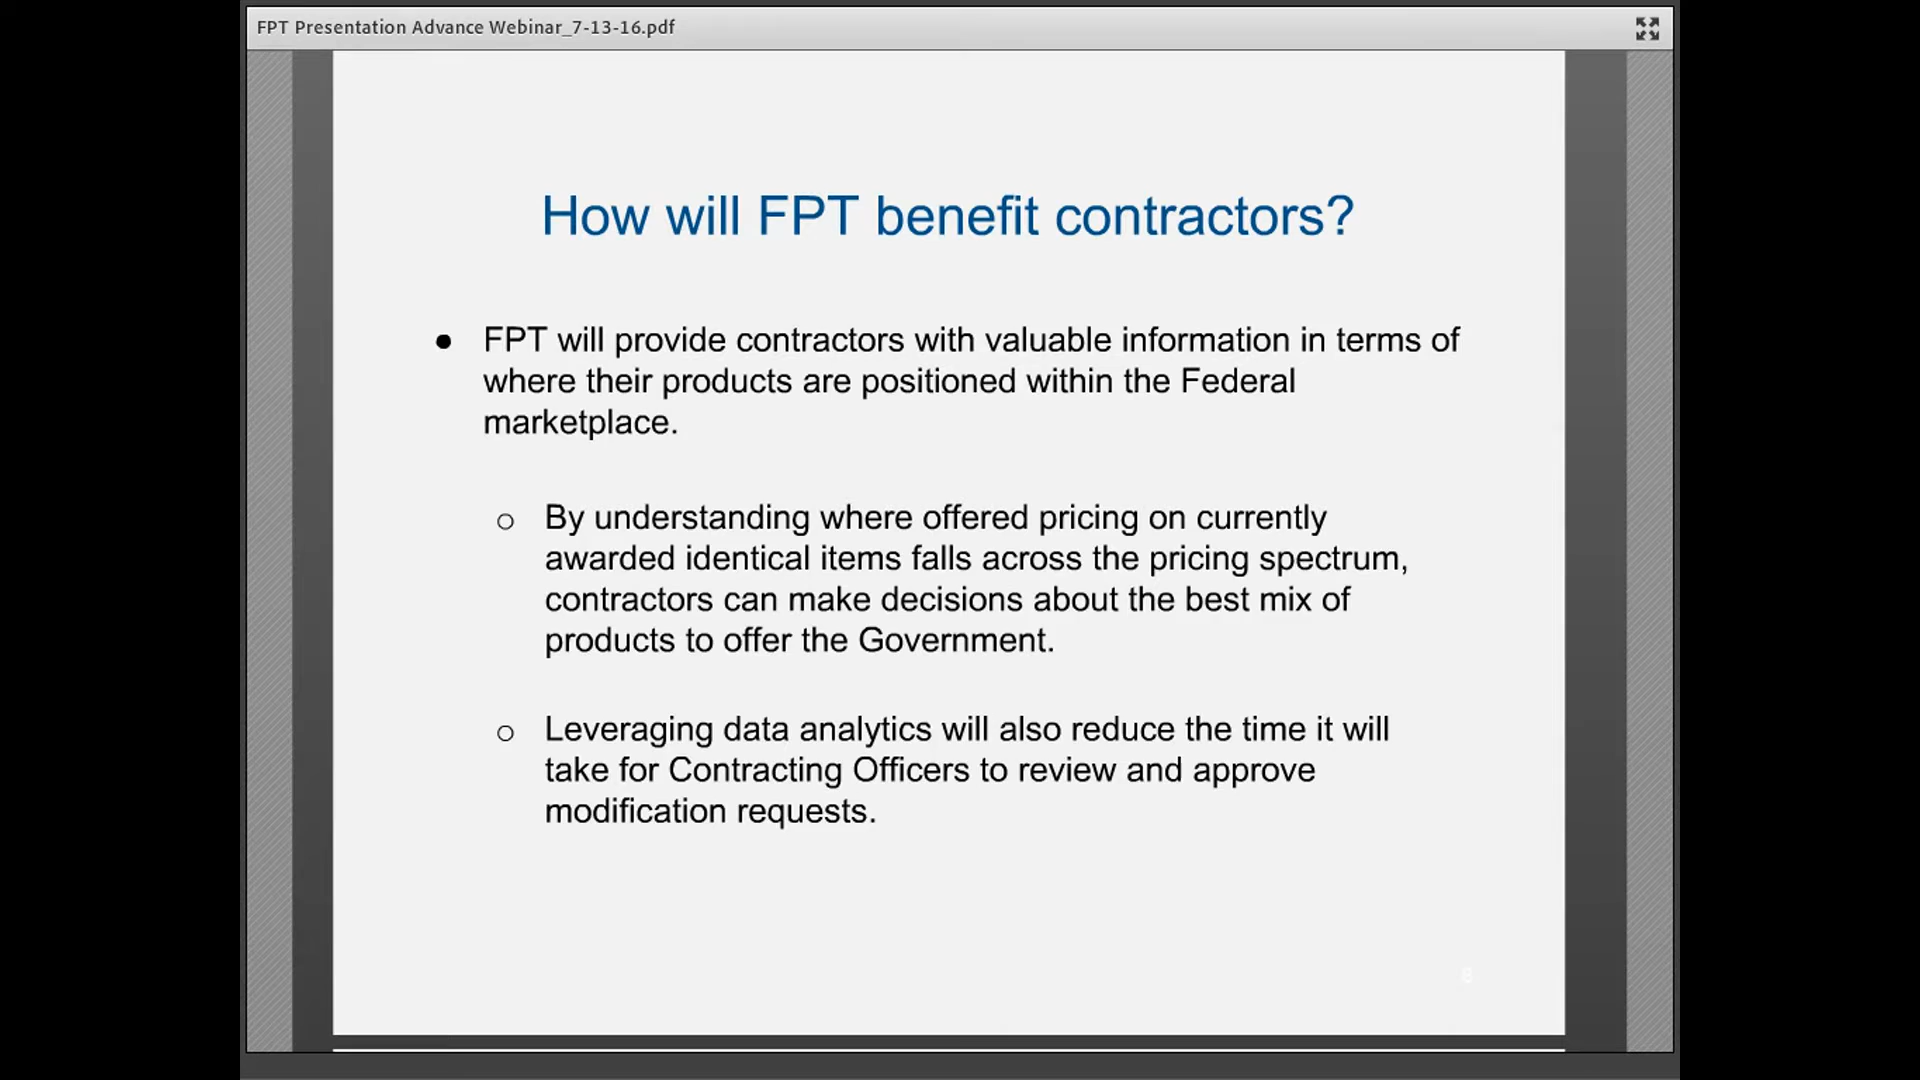 FPT Presentation Advance Webinar_7-13-16.pdf
How will FPT benefit contractors?
● FPT will provide contractors with valuable information in terms of
where their products are positioned within the Federal
marketplace.
○ By understanding where offered pricing on currently
awarded identical items falls across the pricing spectrum,
contractors can make decisions about the best mix of
products to offer the Government.
○ Leveraging data analytics will also reduce the time it will
take for Contracting Officers to review and approve
modification requests.
8